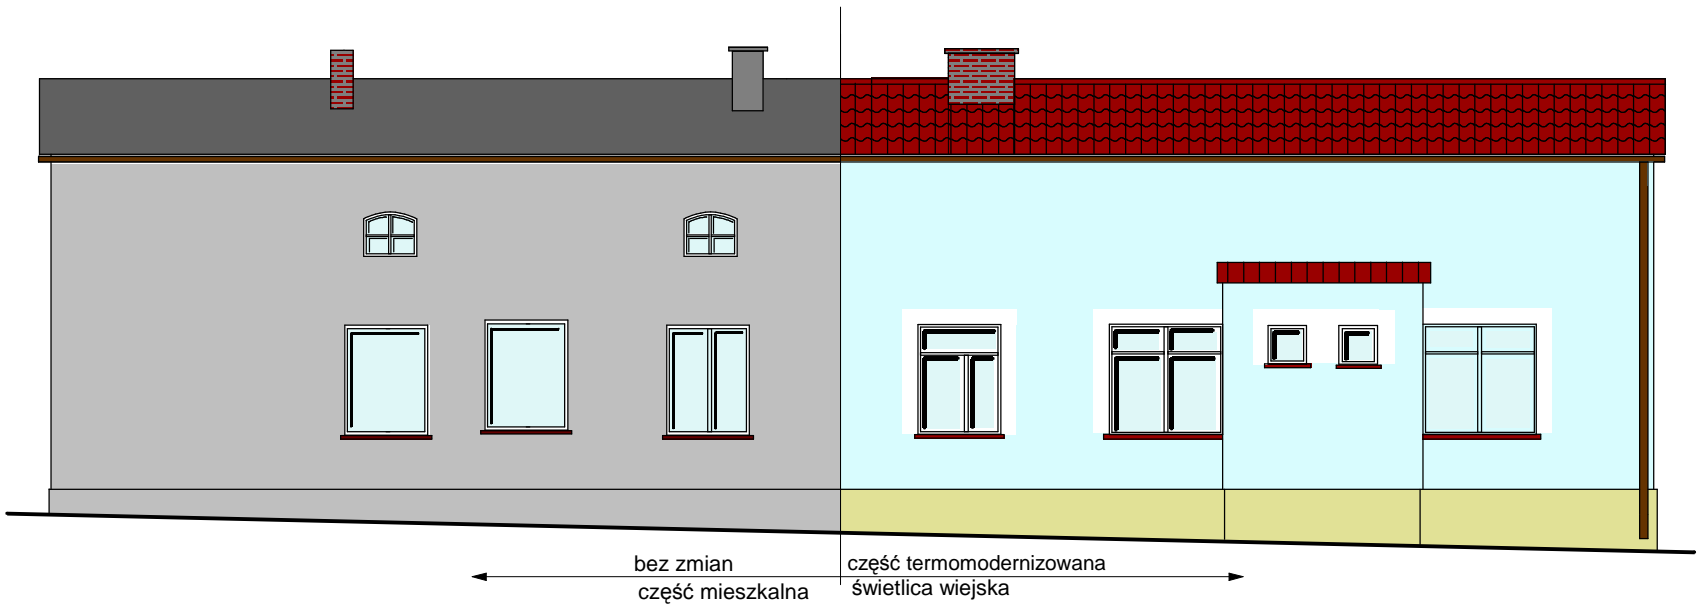 bez zmian
część mieszkalna
część termomodernizowana
świetlica wiejska